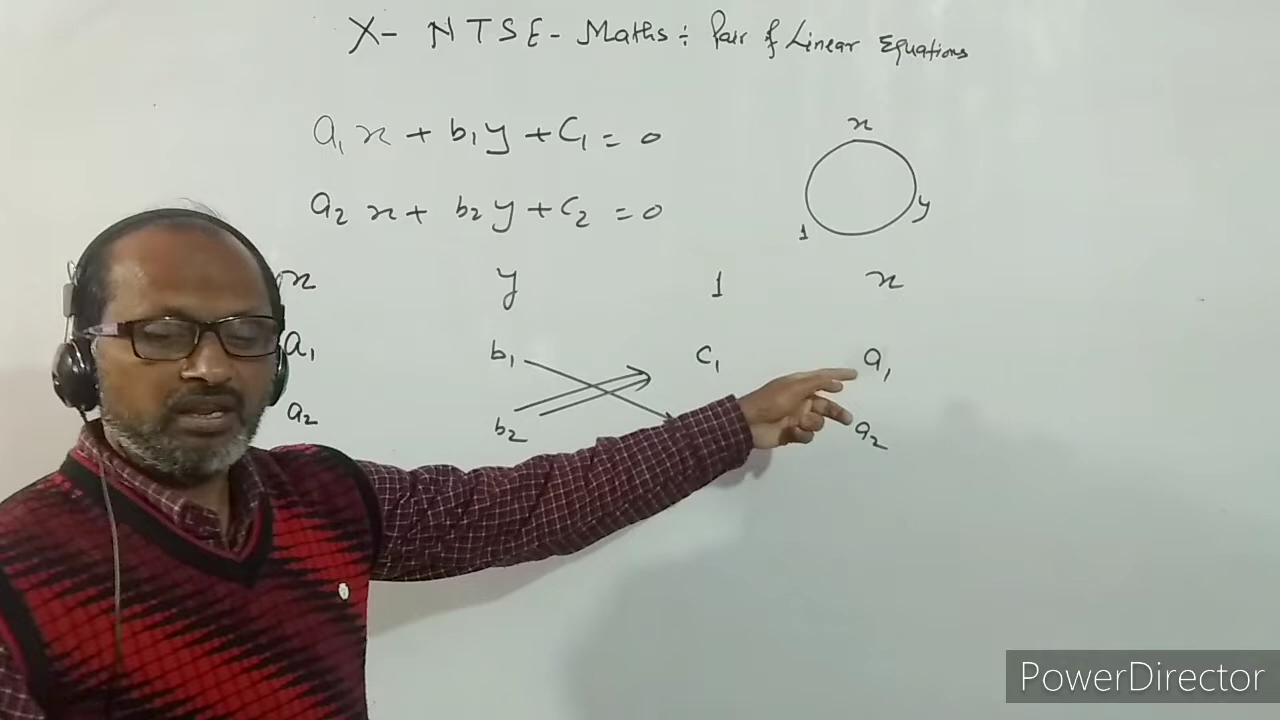 X- NTSE- Maths ÷ Pair of Linear Equations
a₁x + b₁y + C₁ = 0
x
a₂x + b₂y + C₂ = 0
y
1
x y 1 x
a₁ b₁ C₁ a₁
a₂ b₂ a₂
PowerDirector